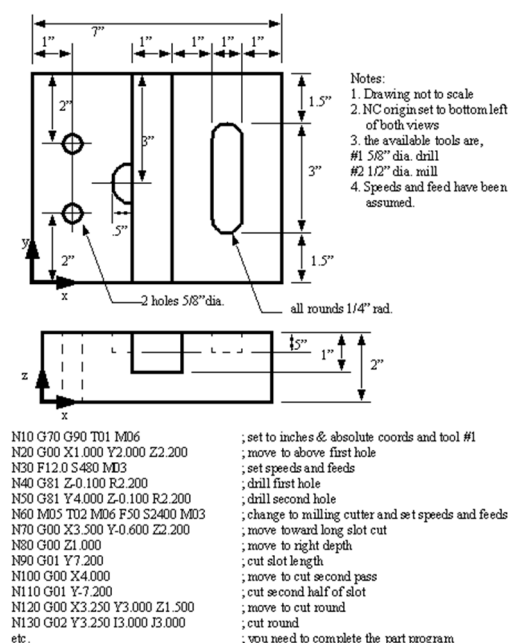 7"
1" 1" 1" 1" 1"
2"
3"
.5"
2"
1.5"
3"
1.5"
y
x
2 holes 5/8" dia.
all rounds 1/4" rad.
Notes:
1. Drawing not to scale
2. NC origin set to bottom left
of both views
3. the available tools are,
#1 5/8" dia. drill
#2 1/2" dia. mill
4. Speeds and feed have been
assumed.
z
x
.5"
1"
2"
N10 G70 G90 T01 M06 ; set to inches & absolute coords and tool #1
N20 G00 X1.000 Y2.000 Z2.200 ; move to above first hole
N30 F12.0 S480 M03 ; set speeds and feeds
N40 G81 Z-0.100 R2.200 ; drill first hole
N50 G81 Y4.000 Z-0.100 R2.200 ; drill second hole
N60 M05 T02 M06 F50 S2400 M03 ; change to milling cutter and set speeds and feeds
N70 G00 X3.500 Y-0.600 Z2.200 ; move toward long slot cut
N80 G00 Z1.000 ; move to right depth
N90 G01 Y7.200 ; cut slot length
N100 G00 X4.000 ; move to cut second pass
N110 G01 Y-7.200 ; cut second half of slot
N120 G00 X3.250 Y3.000 Z1.500 ; move to cut round
N130 G02 Y3.250 I3.000 J3.000 ; cut round
etc. ; you need to complete the part program